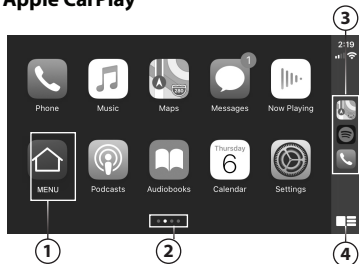 Apple CarPlay
3
2:19
1
280
Phone
Music
Maps
Messages
Now Playing
Thursday
6
MENU
Podcasts
Audiobooks
Calendar
Settings
1
2
4